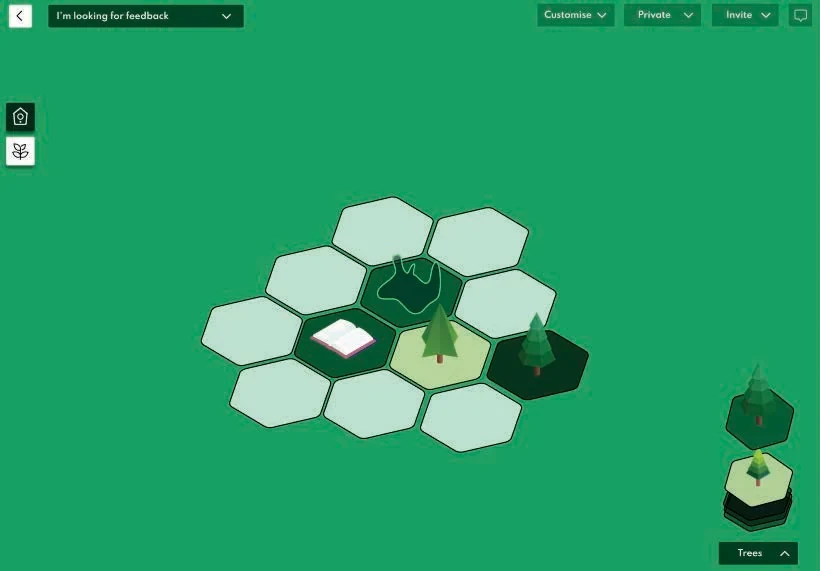 I'm looking for feedback
Customise
Private
Invite
Trees